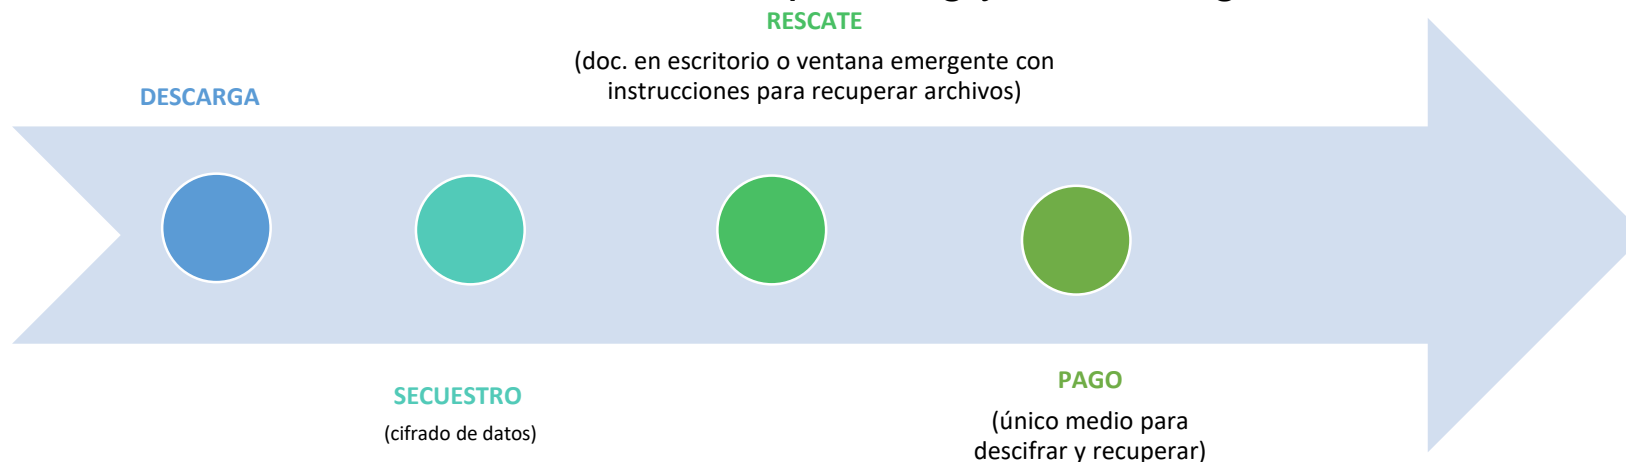 RESCATE
(doc. en escritorio o ventana emergente con
instrucciones para recuperar archivos)
DESCARGA
SECUESTRO
(cifrado de datos)
PAGO
(único medio para
descifrar y recuperar)